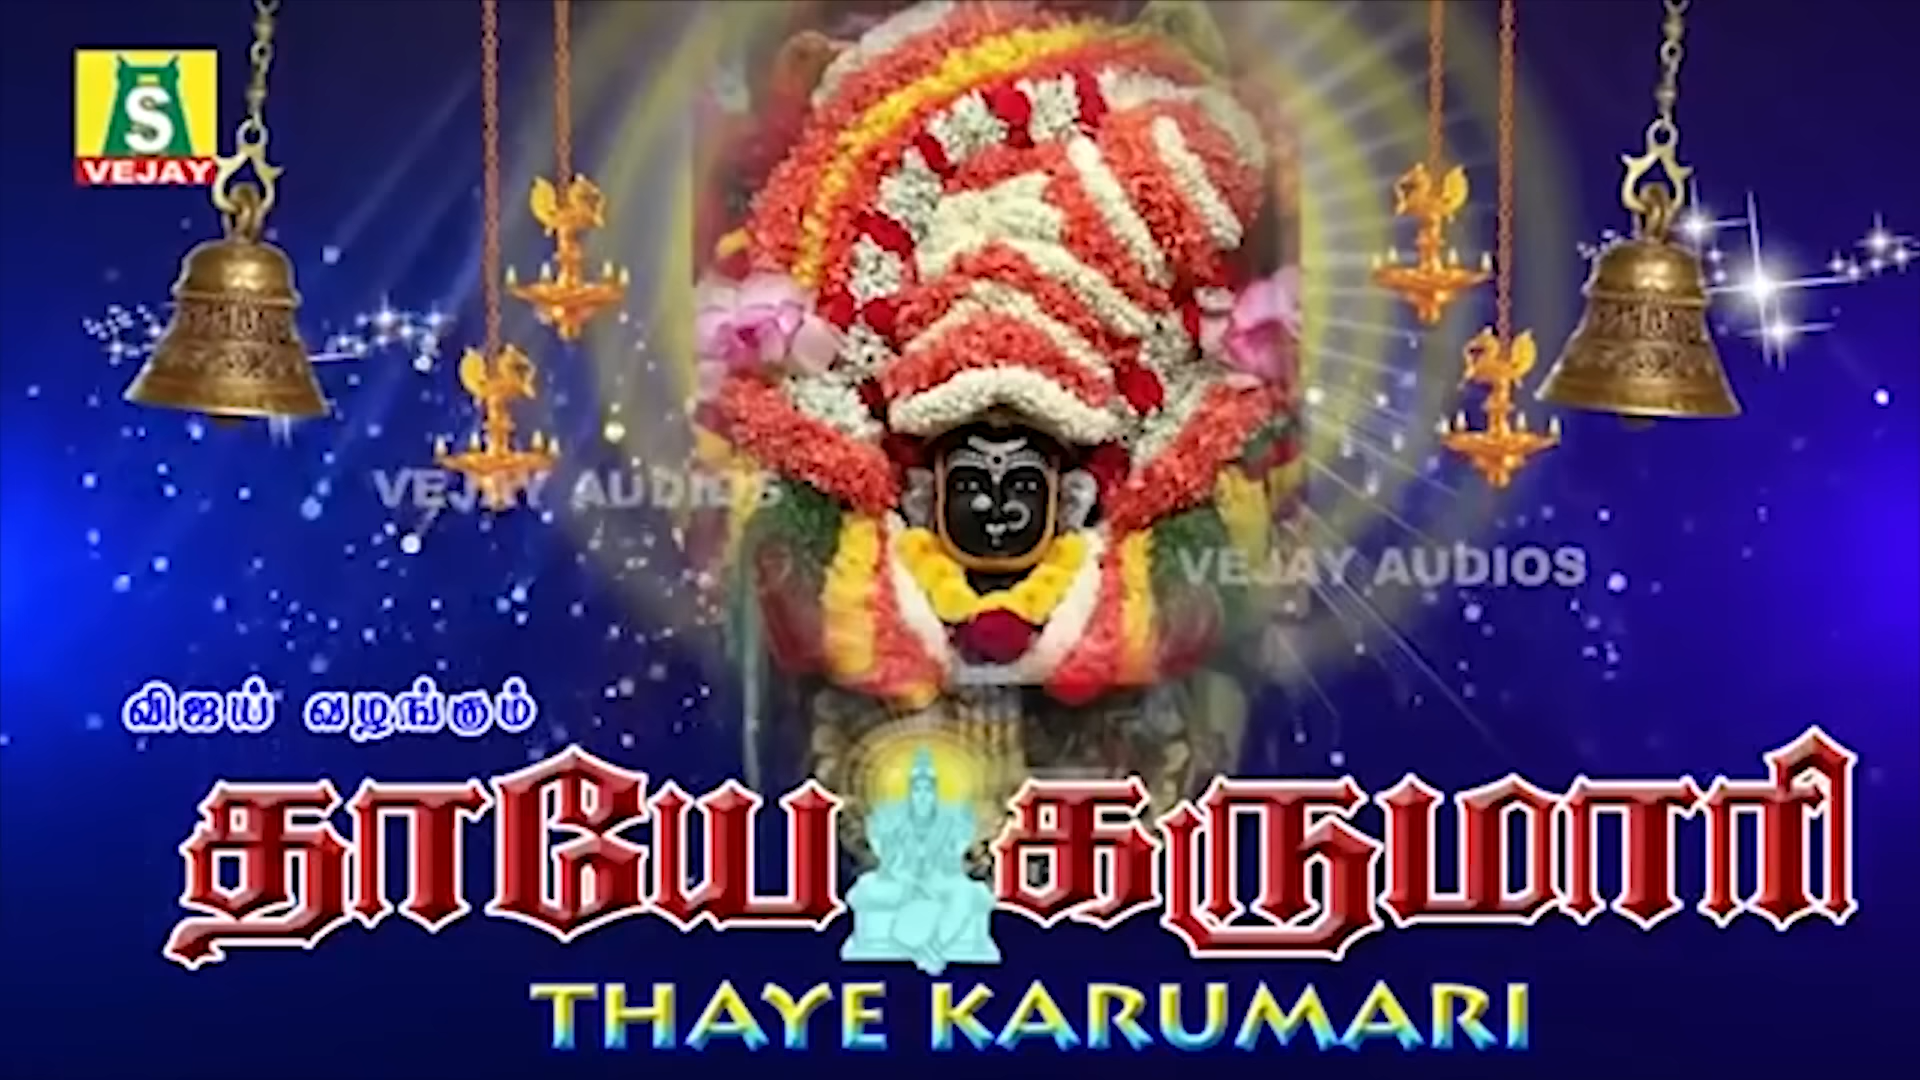 S
VEJAY
VEJAY AUDIOS
VEJAY AUDIOS
விஜய் வழங்கும்
தாயே கருமாரி
THAYE KARUMARI